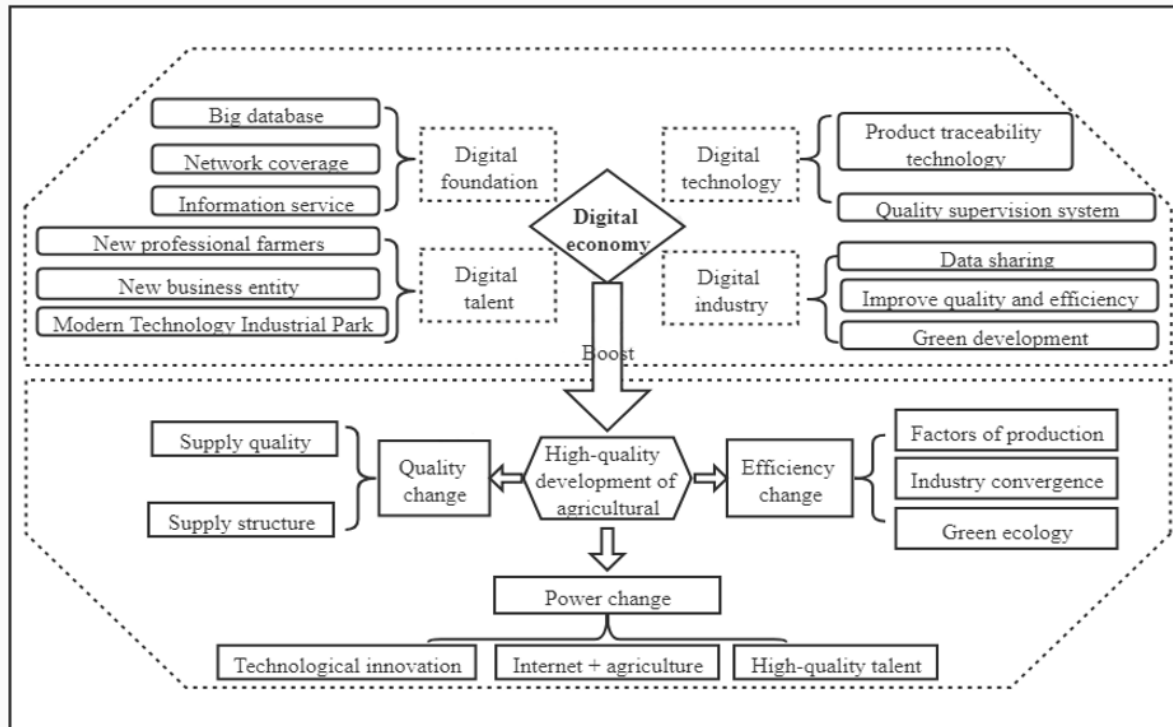 Big database
Network coverage
Information service
Digital
foundation
New professional farmers
New business entity
Modern Technology Industrial Park
Digital
talent
Digital
economy
Digital
technology
Product traceability
technology
Quality supervision system
Digital
industry
Data sharing
Improve quality and efficiency
Green development
Boost
Supply quality
Supply structure
Quality
change
High-quality
development of
agricultural
Efficiency
change
Factors of production
Industry convergence
Green ecology
Power change
Technological innovation
Internet + agriculture
High-quality talent